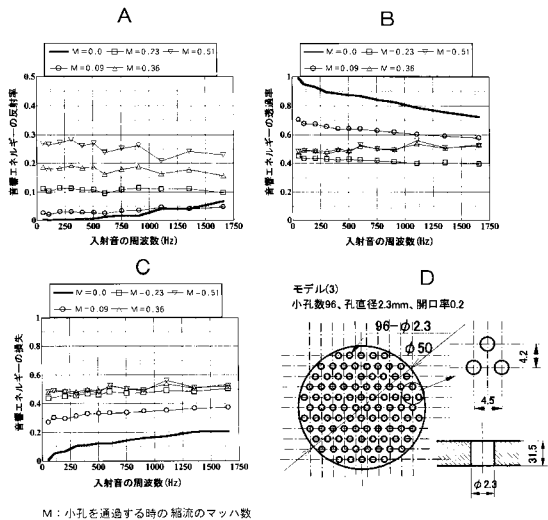 A
M=0.0 M=0.23 M=0.51
M=0.09 M=0.36
音響エネルギーの反射率
0.5
0.4
0.3
0.2
0.1
0
0 250 500 750 1000 1250 1500 1750
入射音の周波数(Hz)
B
M=0.0 M-0.23 M-0.51
M=0.09 M=0.36
音響エネルギーの透過率
1
0.8
0.6
0.4
0.2
0
0 250 500 750 1000 1250 1500 1750
入射音の周波数(Hz)
C
M=0.0 M-0.23 M-0.51
M-0.09 M=0.36
音響エネルギーの損失
1
0.8
0.6
0.4
0.2
0
0 250 500 750 1000 1250 1500 1750
入射音の周波数(Hz)
D
モデル(3)
小孔数96、孔直径2.3mm、開口率0.2
96-φ2.3
φ50
4.2
4.5
31.5
φ2.3
M：小孔を通過する時の縮流のマッハ数